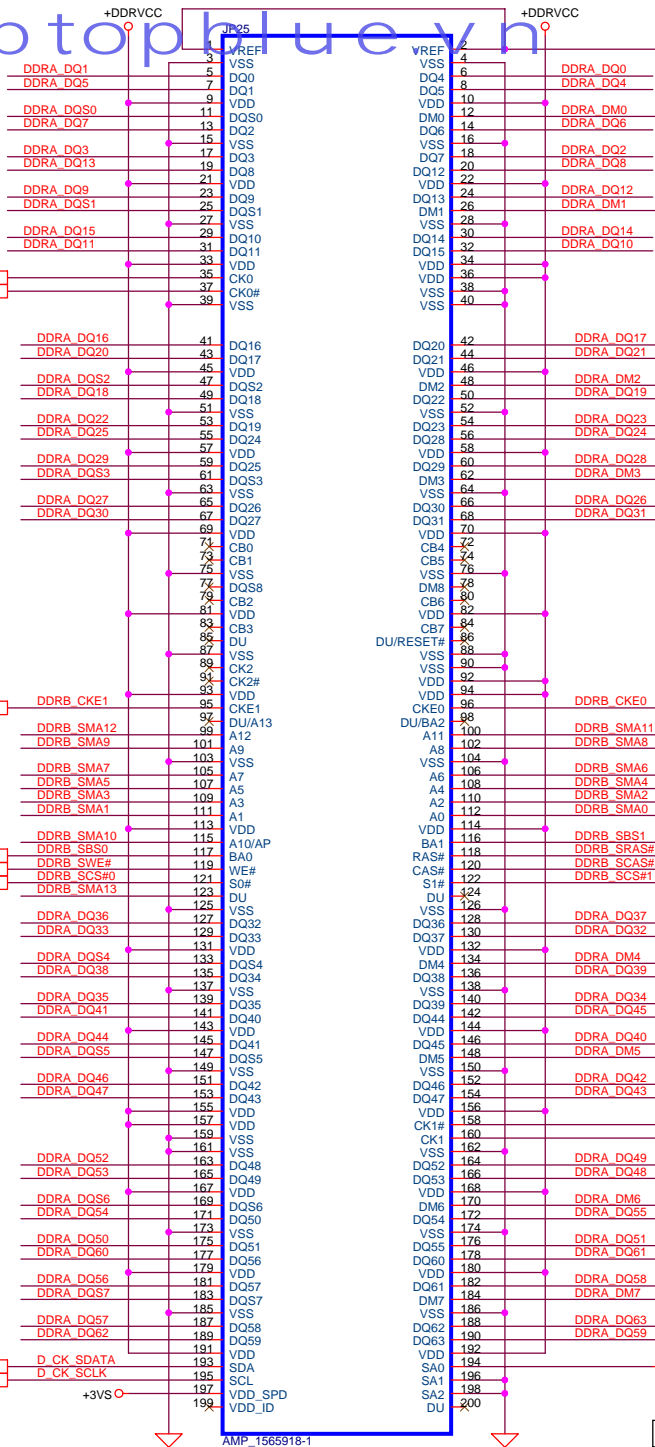 +DDRVCC +DDRVCC
JP25
otopblue.vn
1 VREF VREF 2
3 VSS VSS 4
DDRA_DQ1 5 DQ0 DQ4 6 DDRA_DQ0
DDRA_DQ5 7 DQ1 DQ5 8 DDRA_DQ4
9 VDD VDD 10
DDRA_DQS0 11 DQS0 DM0 12 DDRA_DM0
DDRA_DQ7 13 DQ2 DQ6 14 DDRA_DQ6
15 VSS VSS 16
DDRA_DQ3 17 DQ3 DQ7 18 DDRA_DQ2
DDRA_DQ13 19 DQ8 DQ12 20 DDRA_DQ8
21 VDD VDD 22
DDRA_DQ9 23 DQ9 DQ13 24 DDRA_DQ12
DDRA_DQS1 25 DQS1 DM1 26 DDRA_DM1
27 VSS VSS 28
DDRA_DQ15 29 DQ10 DQ14 30 DDRA_DQ14
DDRA_DQ11 31 DQ11 DQ15 32 DDRA_DQ10
33 VDD VDD 34
35 CK0 VDD 36
37 CK0# VSS 38
39 VSS VSS 40
DDRA_DQ16 41 DQ16 DQ20 42 DDRA_DQ17
DDRA_DQ20 43 DQ17 DQ21 44 DDRA_DQ21
45 VDD VDD 46
DDRA_DQS2 47 DQS2 DM2 48 DDRA_DM2
DDRA_DQ18 49 DQ18 DQ22 50 DDRA_DQ19
51 VSS VSS 52
DDRA_DQ22 53 DQ19 DQ23 54 DDRA_DQ23
DDRA_DQ25 55 DQ24 DQ28 56 DDRA_DQ24
57 VDD VDD 58
DDRA_DQ29 59 DQ25 DQ29 60 DDRA_DQ28
DDRA_DQS3 61 DQS3 DM3 62 DDRA_DM3
63 VSS VSS 64
DDRA_DQ27 65 DQ26 DQ30 66 DDRA_DQ26
DDRA_DQ30 67 DQ27 DQ31 68 DDRA_DQ31
69 VDD VDD 70
71 CB0 CB4 72
73 CB1 CB5 74
75 VSS VSS 76
77 DQS8 DM8 78
79 CB2 CB6 80
81 VDD VDD 82
83 CB3 CB7 84
85 DU DU/RESET# 86
87 VSS VSS 88
89 CK2 VSS 90
91 CK2# VDD 92
93 VDD VDD 94
DDRB_CKE1 95 CKE1 CKE0 96 DDRB_CKE0
97 DU/A13 DU/BA2 98
DDRB_SMA12 99 A12 A11 100 DDRB_SMA11
DDRB_SMA9 101 A9 A8 102 DDRB_SMA8
103 VSS VSS 104
DDRB_SMA7 105 A7 A6 106 DDRB_SMA6
DDRB_SMA5 107 A5 A4 108 DDRB_SMA4
DDRB_SMA3 109 A3 A2 110 DDRB_SMA2
DDRB_SMA1 111 A1 A0 112 DDRB_SMA0
113 VDD VDD 114
DDRB_SMA10 115 A10/AP BA1 116 DDRB_SBS1
DDRB_SBS0 117 BA0 RAS# 118 DDRB_SRAS#
DDRB_SWE# 119 WE# CAS# 120 DDRB_SCAS#
DDRB_SCS#0 121 S0# S1# 122 DDRB_SCS#1
DDRB_SMA13 123 DU DU 124
125 VSS VSS 126
DDRA_DQ36 127 DQ32 DQ36 128 DDRA_DQ37
DDRA_DQ33 129 DQ33 DQ37 130 DDRA_DQ32
131 VDD VDD 132
DDRA_DQS4 133 DQS4 DM4 134 DDRA_DM4
DDRA_DQ38 135 DQ34 DQ38 136 DDRA_DQ39
137 VSS VSS 138
DDRA_DQ35 139 DQ35 DQ39 140 DDRA_DQ34
DDRA_DQ41 141 DQ40 DQ44 142 DDRA_DQ45
143 VDD VDD 144
DDRA_DQ44 145 DQ41 DQ45 146 DDRA_DQ40
DDRA_DQS5 147 DQS5 DM5 148 DDRA_DM5
149 VSS VSS 150
DDRA_DQ46 151 DQ42 DQ46 152 DDRA_DQ42
DDRA_DQ47 153 DQ43 DQ47 154 DDRA_DQ43
155 VDD VDD 156
157 VDD CK1# 158
159 VSS CK1 160
161 VSS VSS 162
DDRA_DQ52 163 DQ48 DQ52 164 DDRA_DQ49
DDRA_DQ53 165 DQ49 DQ53 166 DDRA_DQ48
167 VDD VDD 168
DDRA_DQS6 169 DQS6 DM6 170 DDRA_DM6
DDRA_DQ54 171 DQ50 DQ54 172 DDRA_DQ55
173 VSS VSS 174
DDRA_DQ50 175 DQ51 DQ55 176 DDRA_DQ51
DDRA_DQ60 177 DQ56 DQ60 178 DDRA_DQ61
179 VDD VDD 180
DDRA_DQ56 181 DQ57 DQ61 182 DDRA_DQ58
DDRA_DQS7 183 DQS7 DM7 184 DDRA_DM7
185 VSS VSS 186
DDRA_DQ57 187 DQ58 DQ62 190 DDRA_DQ63
DDRA_DQ62 189 DQ59 DQ63 190 DDRA_DQ59
191 VDD VDD 192
D_CK_SDATA 193 SDA SA0 194
D_CK_SCLK 195 SCL SA1 196
+3VS 197 VDD_SPD SA2 198
199 VDD_ID DU 200
AMP_1565918-1